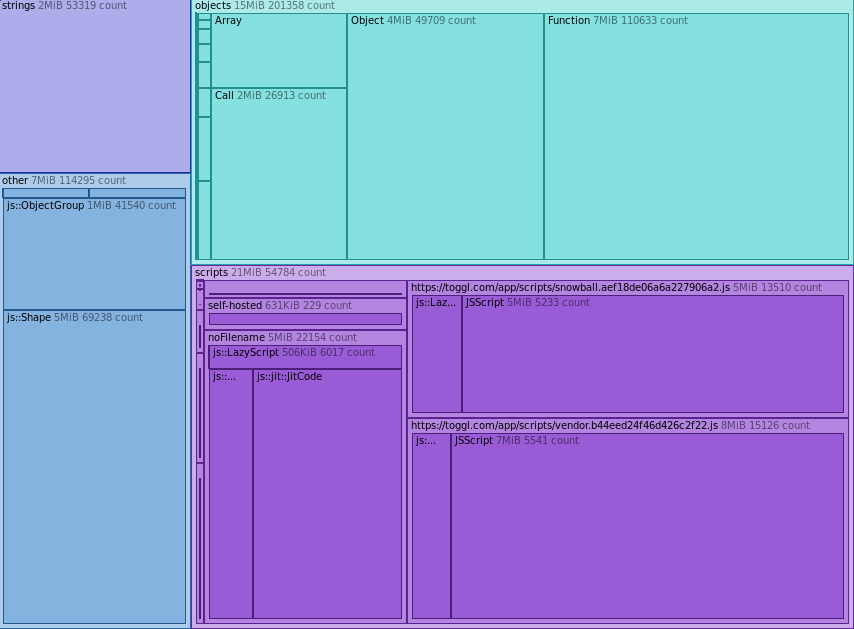 strings 2MiB 53319 count
objects 15MiB 201358 count
Array
Object 4MiB 49709 count
Function 7MiB 110633 count
Call 2MiB 26913 count
other 7MiB 114295 count
js::ObjectGroup 1MiB 41540 count
js::Shape 5MiB 69238 count
scripts 21MiB 54784 count
https://toggl.com/app/scripts/snowball.aef18de06a6a227906a2.js 5MiB 13510 count
js::Laz...
JSScript 5MiB 5233 count
self-hosted 631KiB 229 count
noFilename 5MiB 22154 count
js::LazyScript 506KiB 6017 count
js::...
js::jit::JitCode
https://toggl.com/app/scripts/vendor.b44eed24f46d426c2f22.js 8MiB 15126 count
js:...
JSScript 7MiB 5541 count